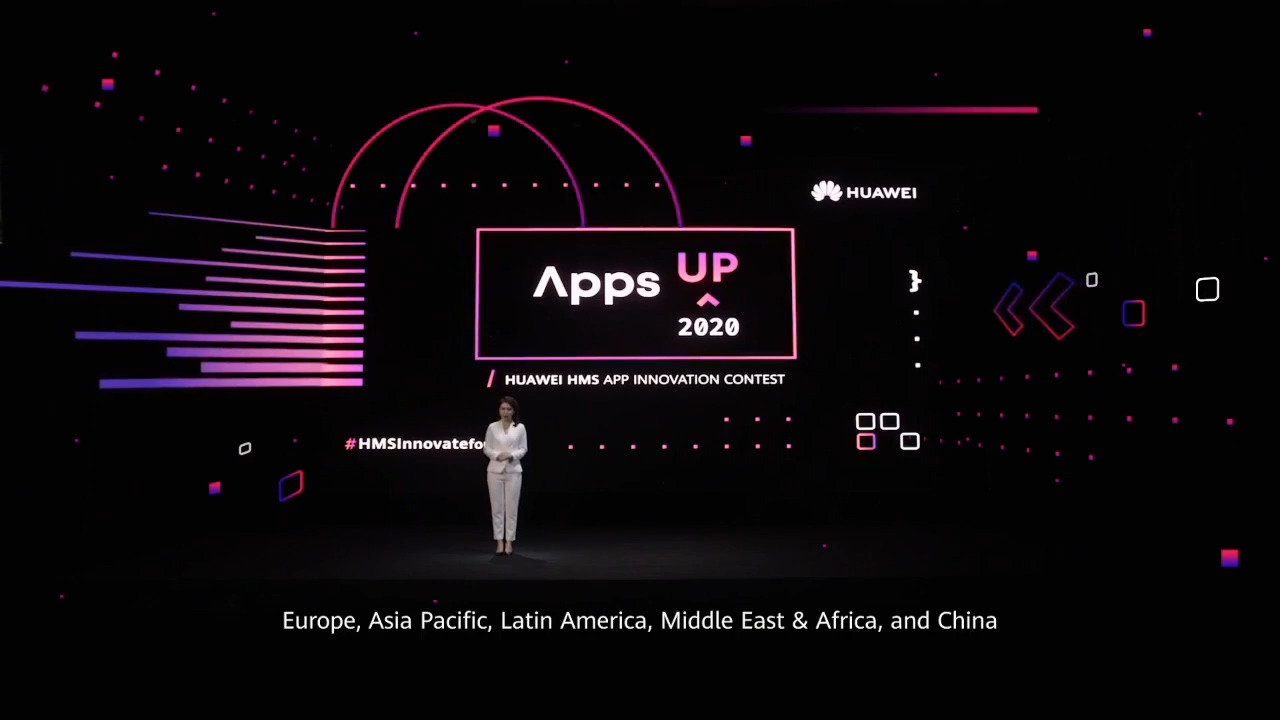 HUAWEI
Apps UP
2020
/ HUAWEI HMS APP INNOVATION CONTEST
#HMSInnovatefo
Europe, Asia Pacific, Latin America, Middle East & Africa, and China